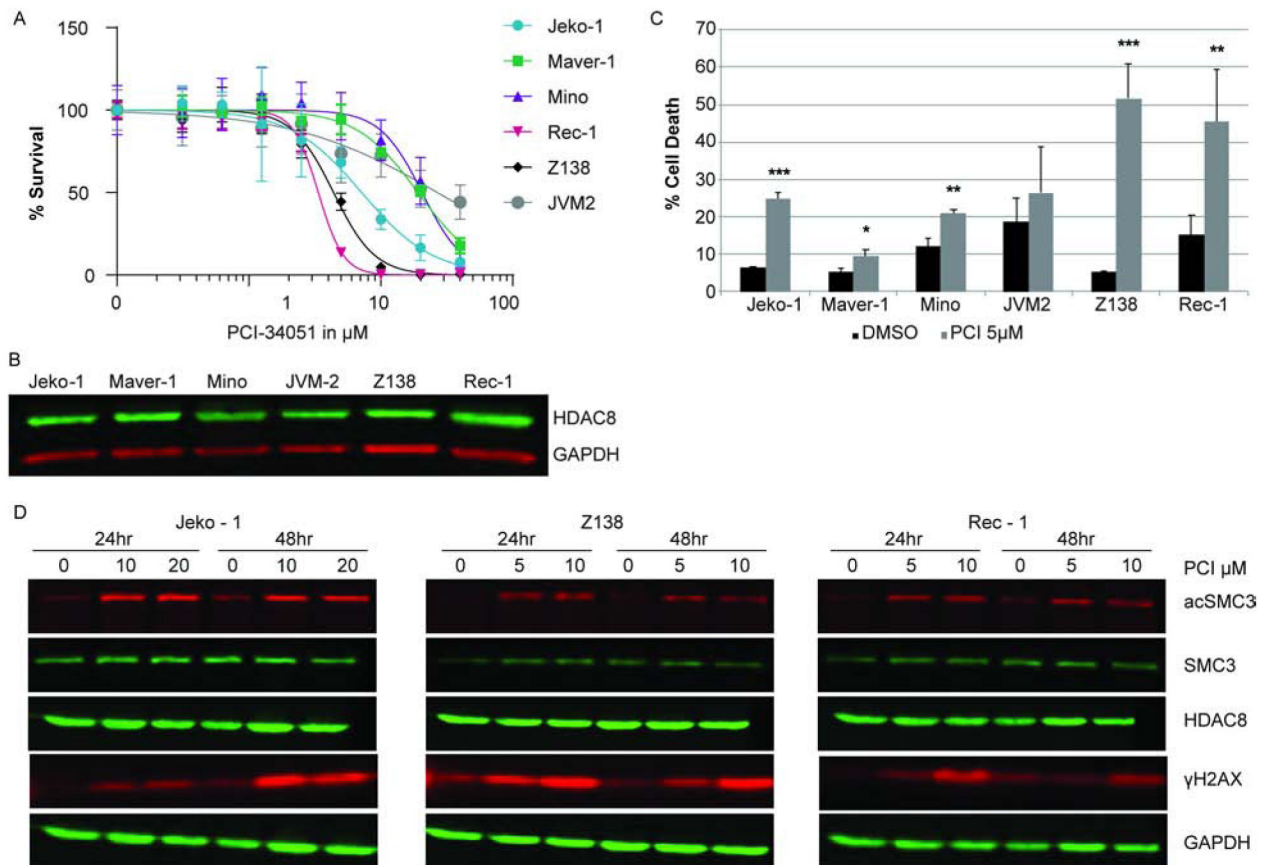 A
150
100
50
0
% Survival
0 1 10 100
PCI-34051 in µM
Jeko-1
Maver-1
Mino
Rec-1
Z138
JVM2
C
70
60
50
40
30
20
10
0
% Cell Death
*** * ** *** **
Jeko-1 Maver-1 Mino JVM2 Z138 Rec-1
DMSO PCI 5µM
B
Jeko-1 Maver-1 Mino JVM-2 Z138 Rec-1
HDAC8
GAPDH
D
Jeko - 1 Z138 Rec - 1
24hr 48hr 24hr 48hr 24hr 48hr
0 10 20 0 10 20 0 5 10 0 5 10 0 5 10 0 5 10 PCI µM
acSMC3
SMC3
HDAC8
γH2AX
GAPDH